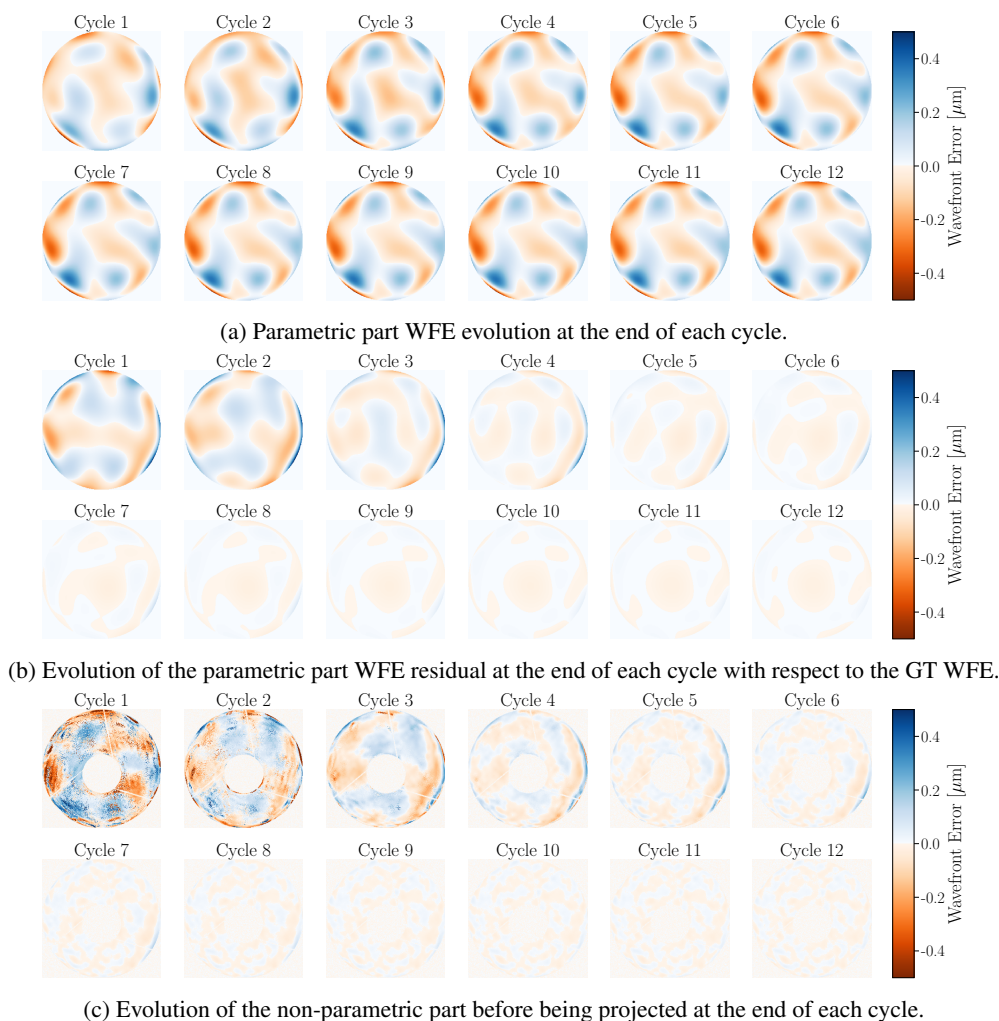 Cycle 1 Cycle 2 Cycle 3 Cycle 4 Cycle 5 Cycle 6
0.4
0.2
0.0
-0.2
-0.4
Wavefront Error [μm]
Cycle 7 Cycle 8 Cycle 9 Cycle 10 Cycle 11 Cycle 12
(a) Parametric part WFE evolution at the end of each cycle.
Cycle 1 Cycle 2 Cycle 3 Cycle 4 Cycle 5 Cycle 6
0.4
0.2
0.0
-0.2
-0.4
Wavefront Error [μm]
Cycle 7 Cycle 8 Cycle 9 Cycle 10 Cycle 11 Cycle 12
(b) Evolution of the parametric part WFE residual at the end of each cycle with respect to the GT WFE.
Cycle 1 Cycle 2 Cycle 3 Cycle 4 Cycle 5 Cycle 6
0.4
0.2
0.0
-0.2
-0.4
Wavefront Error [μm]
Cycle 7 Cycle 8 Cycle 9 Cycle 10 Cycle 11 Cycle 12
(c) Evolution of the non-parametric part before being projected at the end of each cycle.